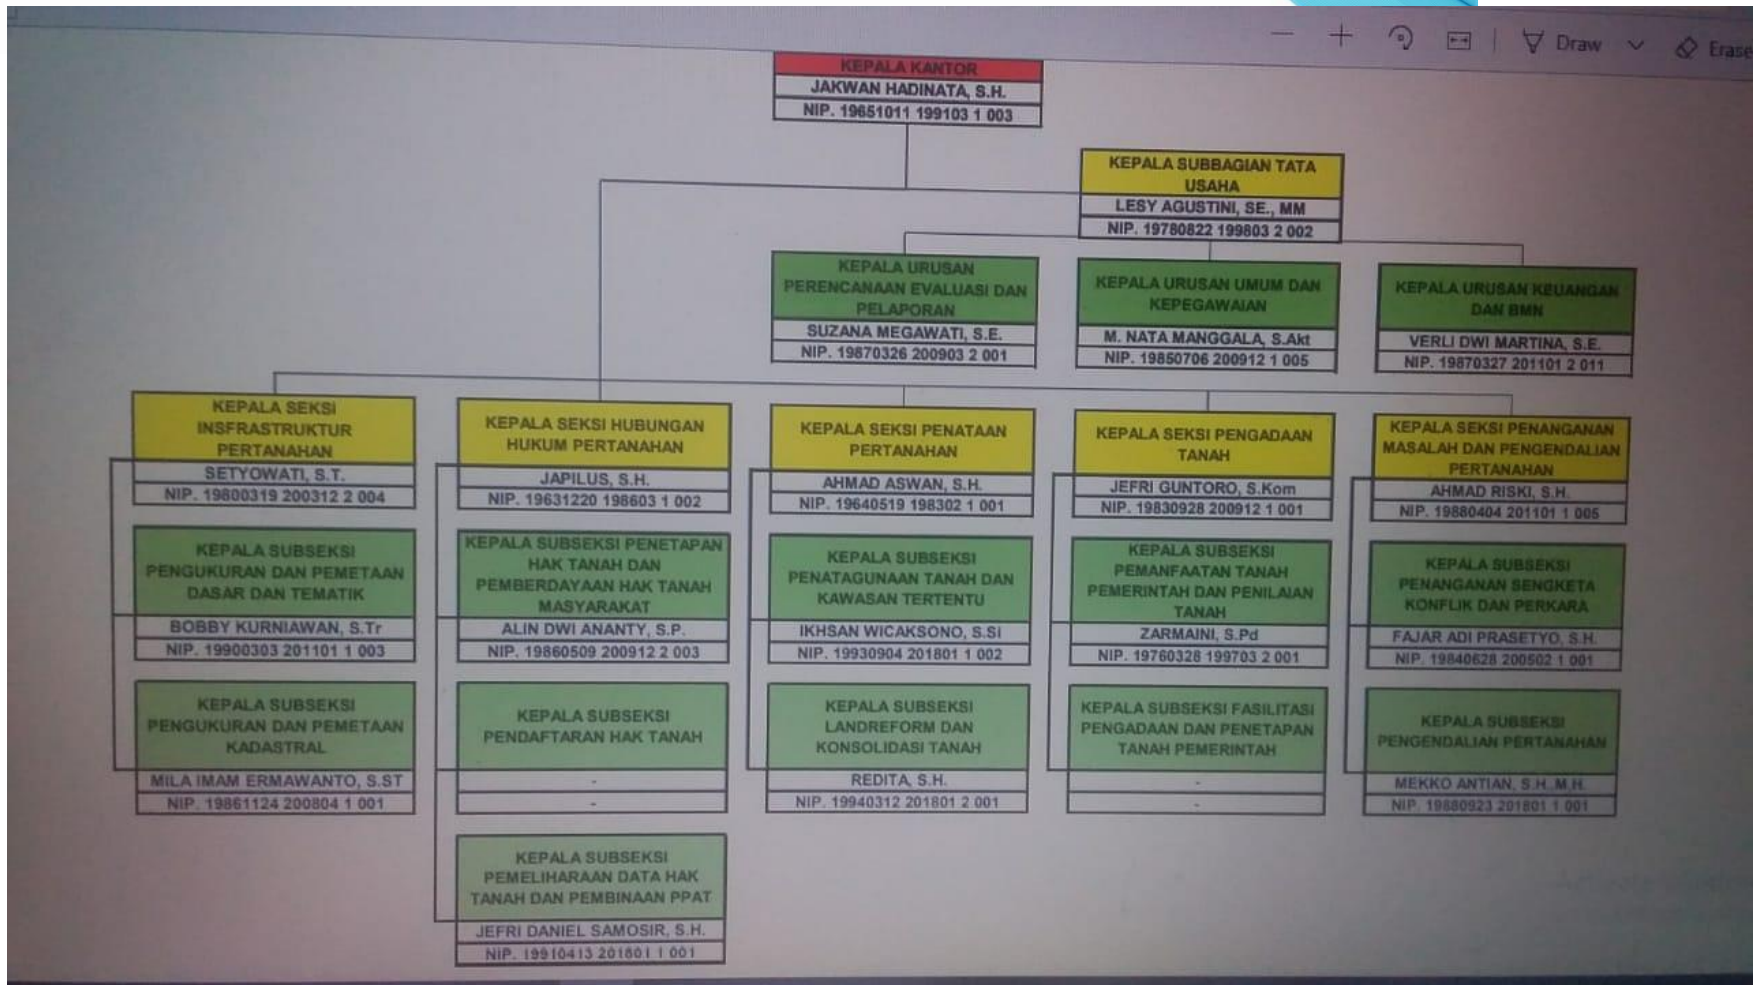 Draw
Erase
KEPALA KANTOR
JAKWAN HADINATA, S.H.
NIP. 19651011 199103 1 003
KEPALA SUBBAGIAN TATA
USAHA
LESY AGUSTINI, SE., MM
NIP. 19780822 199803 2 002
KEPALA URUSAN
PERENCANAAN EVALUASI DAN
PELAPORAN
SUZANA MEGAWATI, S.E.
NIP. 19870326 200903 2 001
KEPALA URUSAN UMUM DAN
KEPEGAWAIAN
M. NATA MANGGALA, S.Akt
NIP. 19850706 200912 1 005
KEPALA URUSAN KEUANGAN
DAN BMN
VERLI DWI MARTINA, S.E.
NIP. 19870327 201101 2 011
KEPALA SEKSI
INSFRASTRUKTUR
PERTANAHAN
SETYOWATI, S.T.
NIP. 19800319 200312 2 004
KEPALA SUBSEKSI
PENGUKURAN DAN PEMETAAN
DASAR DAN TEMATIK
BOBBY KURNIAWAN, S.Tr
NIP. 19900303 201101 1 003
KEPALA SUBSEKSI
PENGUKURAN DAN PEMETAAN
KADASTRAL
MILA IMAM ERMAWANTO, S.ST
NIP. 19861124 200804 1 001
KEPALA SEKSI HUBUNGAN
HUKUM PERTANAHAN
JAPILUS, S.H.
NIP. 19631220 198603 1 002
KEPALA SUBSEKSI PENETAPAN
HAK TANAH DAN
PEMBERDAYAAN HAK TANAH
MASYARAKAT
ALIN DWI ANANTY, S.P.
NIP. 19860509 200912 2 003
KEPALA SUBSEKSI
PENDAFTARAN HAK TANAH
-
-
KEPALA SUBSEKSI
PEMELIHARAAN DATA HAK
TANAH DAN PEMBINAAN PPAT
JEFRI DANIEL SAMOSIR, S.H.
NIP. 19910413 201801 1 001
KEPALA SEKSI PENATAAN
PERTANAHAN
AHMAD ASWAN, S.H.
NIP. 19640519 198302 1 001
KEPALA SUBSEKSI
PENATAGUNAAN TANAH DAN
KAWASAN TERTENTU
IKHSAN WICAKSONO, S.Si
NIP. 19930904 201801 1 002
KEPALA SUBSEKSI
LANDREFORM DAN
KONSOLIDASI TANAH
REDITA, S.H.
NIP. 19940312 201801 2 001
KEPALA SEKSI PENGADAAN
TANAH
JEFRI GUNTORO, S.Kom
NIP. 19830928 200912 1 001
KEPALA SUBSEKSI
PEMANFAATAN TANAH
PEMERINTAH DAN PENILAIAN
TANAH
ZARMAINI, S.Pd
NIP. 19760328 199703 2 001
KEPALA SUBSEKSI FASILITASI
PENGADAAN DAN PENETAPAN
TANAH PEMERINTAH
-
-
KEPALA SEKSI PENANGANAN
MASALAH DAN PENGENDALIAN
PERTANAHAN
AHMAD RISKI, S.H.
NIP. 19880404 201101 1 005
KEPALA SUBSEKSI
PENANGANAN SENGKETA
KONFLIK DAN PERKARA
FAJAR ADI PRASETYO, S.H.
NIP. 19840628 200502 1 001
KEPALA SUBSEKSI
PENGENDALIAN PERTANAHAN
MEKKO ANTIAN, S.H.,M.H.
NIP. 19880923 201801 1 001